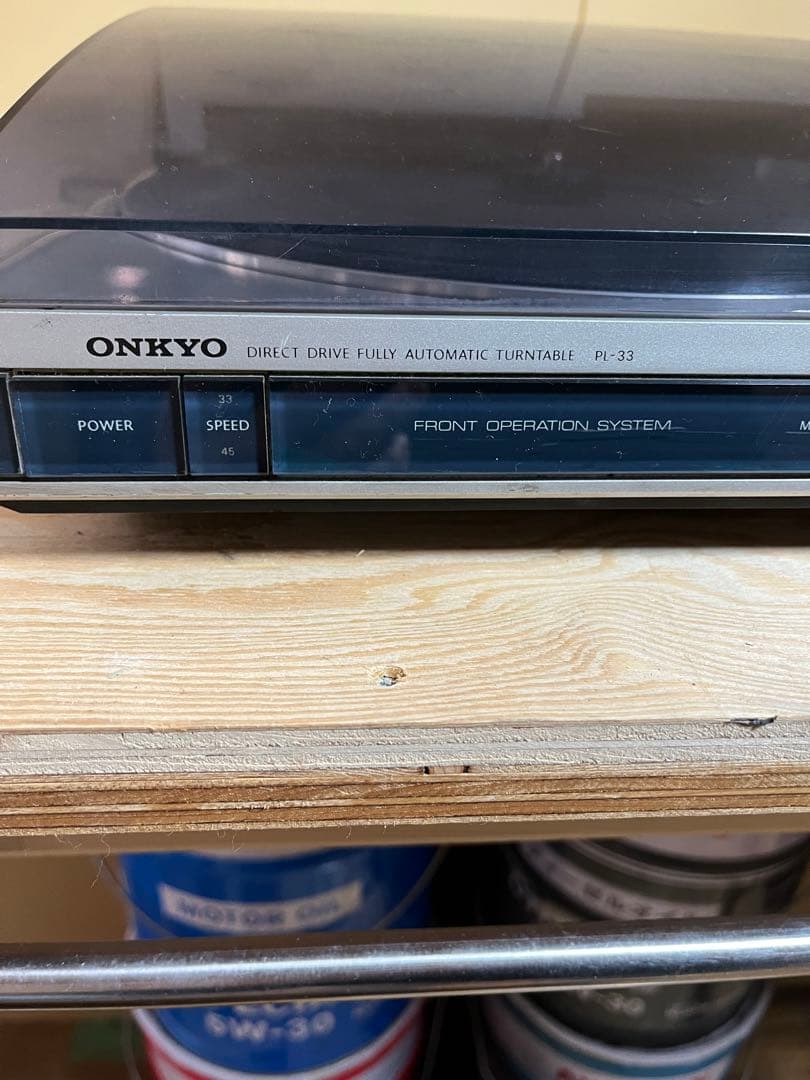 ONKYO DIRECT DRIVE FULLY AUTOMATIC TURNTABLE PL-33
POWER
33
SPEED
45
FRONT OPERATION SYSTEM
M
MOTOR OIL
5W-30